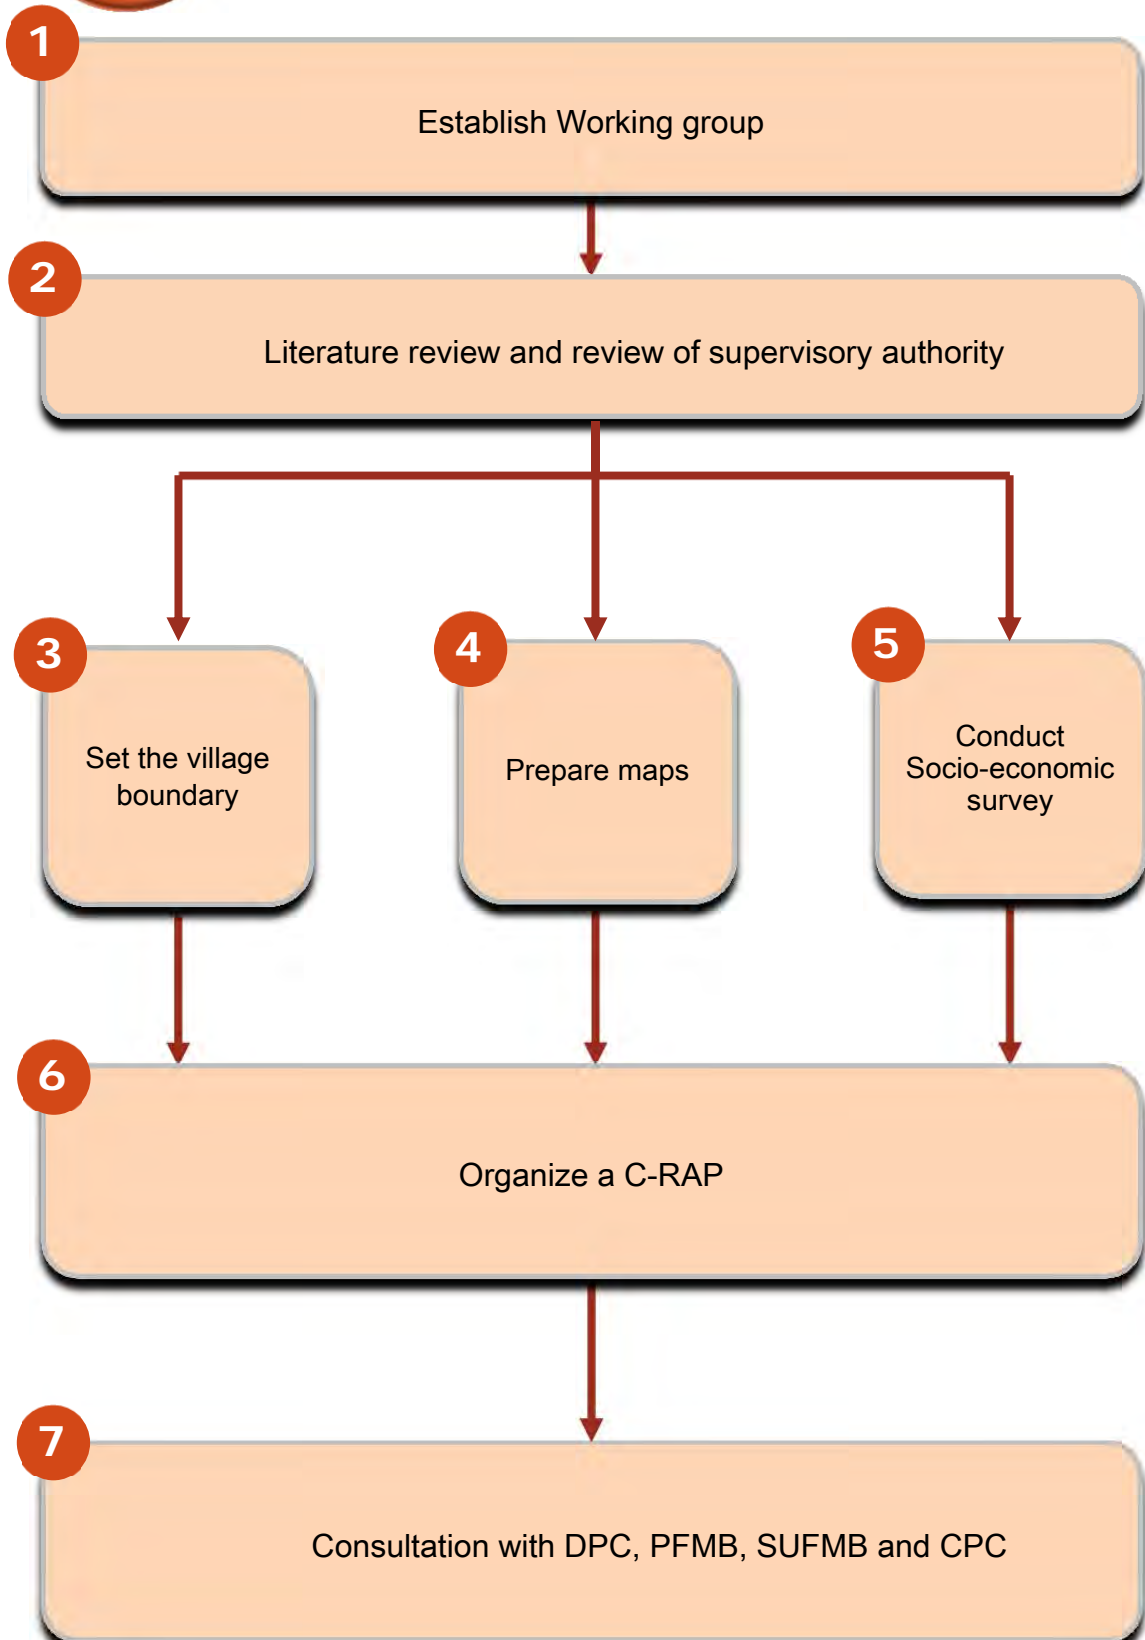 1
Establish Working group
2
Literature review and review of supervisory authority
3
Set the village
boundary
4
Prepare maps
5
Conduct
Socio-economic
survey
6
Organize a C-RAP
7
Consultation with DPC, PFMB, SUFMB and CPC